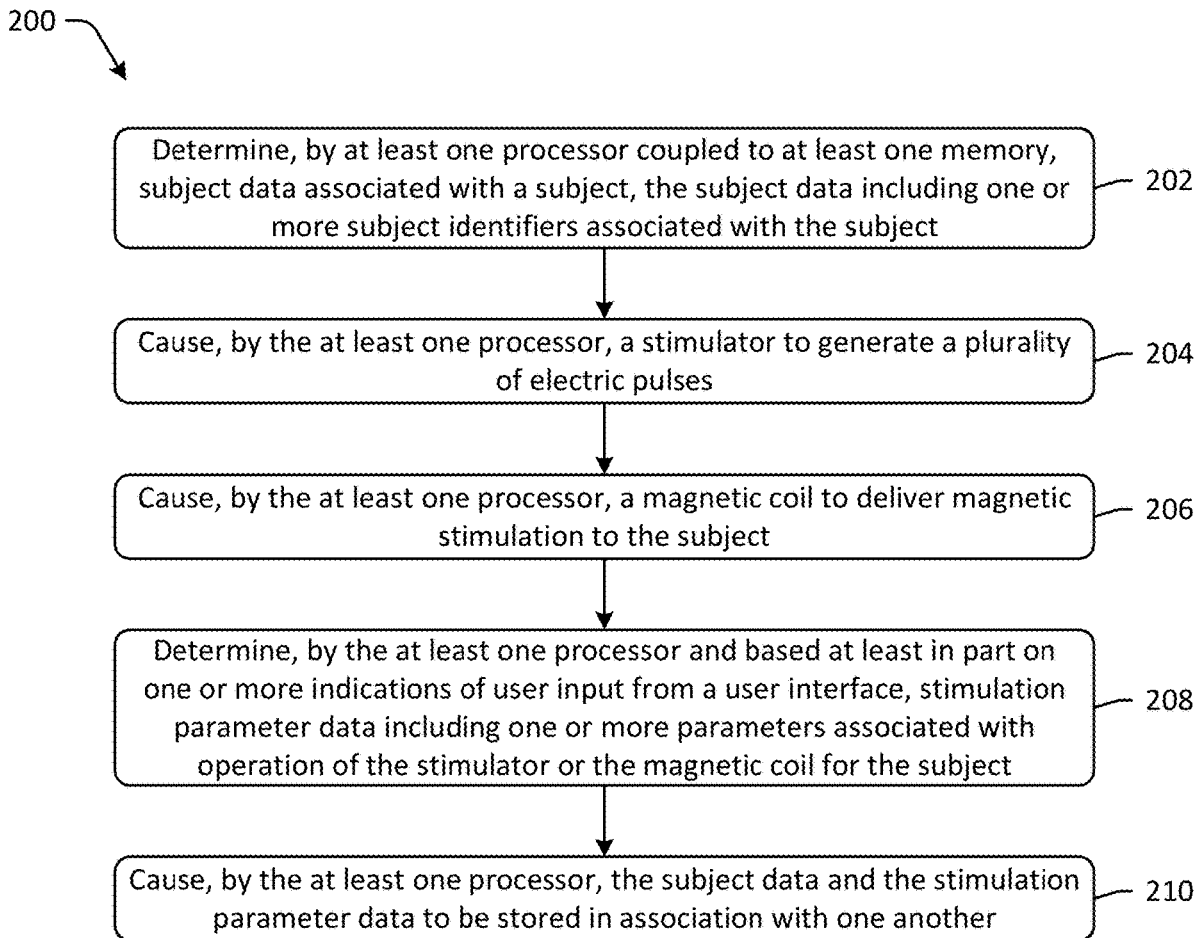 200
Determine, by at least one processor coupled to at least one memory,
subject data associated with a subject, the subject data including one or
more subject identifiers associated with the subject
202
Cause, by the at least one processor, a stimulator to generate a plurality
of electric pulses
204
Cause, by the at least one processor, a magnetic coil to deliver magnetic
stimulation to the subject
206
Determine, by the at least one processor and based at least in part on
one or more indications of user input from a user interface, stimulation
parameter data including one or more parameters associated with
operation of the stimulator or the magnetic coil for the subject
208
Cause, by the at least one processor, the subject data and the stimulation
parameter data to be stored in association with one another
210